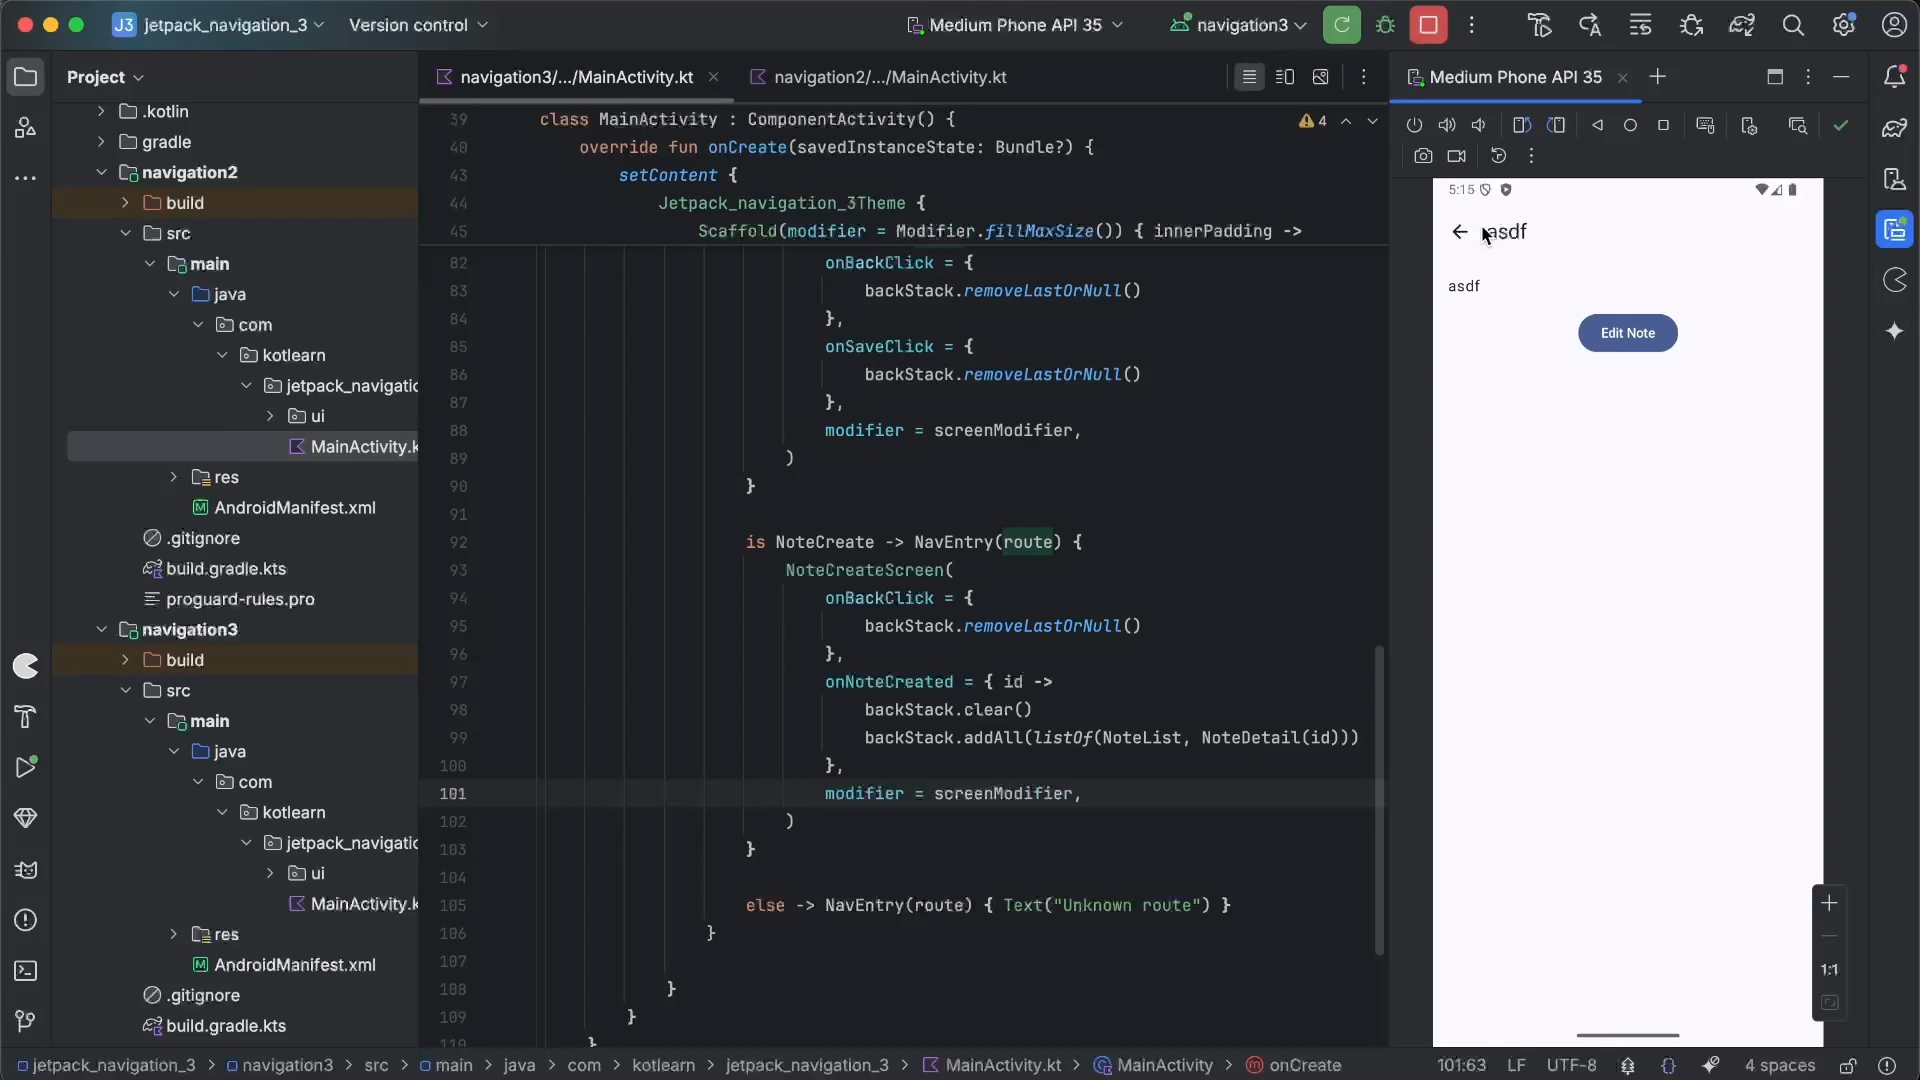 J3 jetpack_navigation_3 Version control Medium Phone API 35 navigation3
Project
navigation3/.../MainActivity.kt
navigation2/.../MainActivity.kt
Medium Phone API 35
.kotlin
gradle
navigation2
build
src
main
java
com
kotlearn
jetpack_navigatio
ui
MainActivity.k
res
AndroidManifest.xml
.gitignore
build.gradle.kts
proguard-rules.pro
navigation3
build
src
main
java
com
kotlearn
jetpack_navigatio
ui
MainActivity.k
res
AndroidManifest.xml
.gitignore
build.gradle.kts
39 class MainActivity : ComponentActivity() {
4
40 override fun onCreate(savedInstanceState: Bundle?) {
43 setContent {
44 Jetpack_navigation_3Theme {
45 Scaffold(modifier = Modifier.fillMaxSize()) { innerPadding ->
82 onBackClick = {
83 backStack.removeLastOrNull()
84 },
85 onSaveClick = {
86 backStack.removeLastOrNull()
87 },
88 modifier = screenModifier,
89 )
90 }
91
92 is NoteCreate -> NavEntry(route) {
93 NoteCreateScreen(
94 onBackClick = {
95 backStack.removeLastOrNull()
96 },
97 onNoteCreated = { id ->
98 backStack.clear()
99 backStack.addAll(listOf(NoteList, NoteDetail(id)))
100 },
101 modifier = screenModifier,
102 )
103 }
104
105 else -> NavEntry(route) { Text("Unknown route") }
106 }
107
108 }
109 }
110 }
5:15
asdf
asdf
Edit Note
1:1
jetpack_navigation_3 > navigation3 > src > main > java > com > kotlearn > jetpack_navigation_3 > MainActivity.kt > MainActivity > onCreate 101:63 LF UTF-8 {} 4 spaces